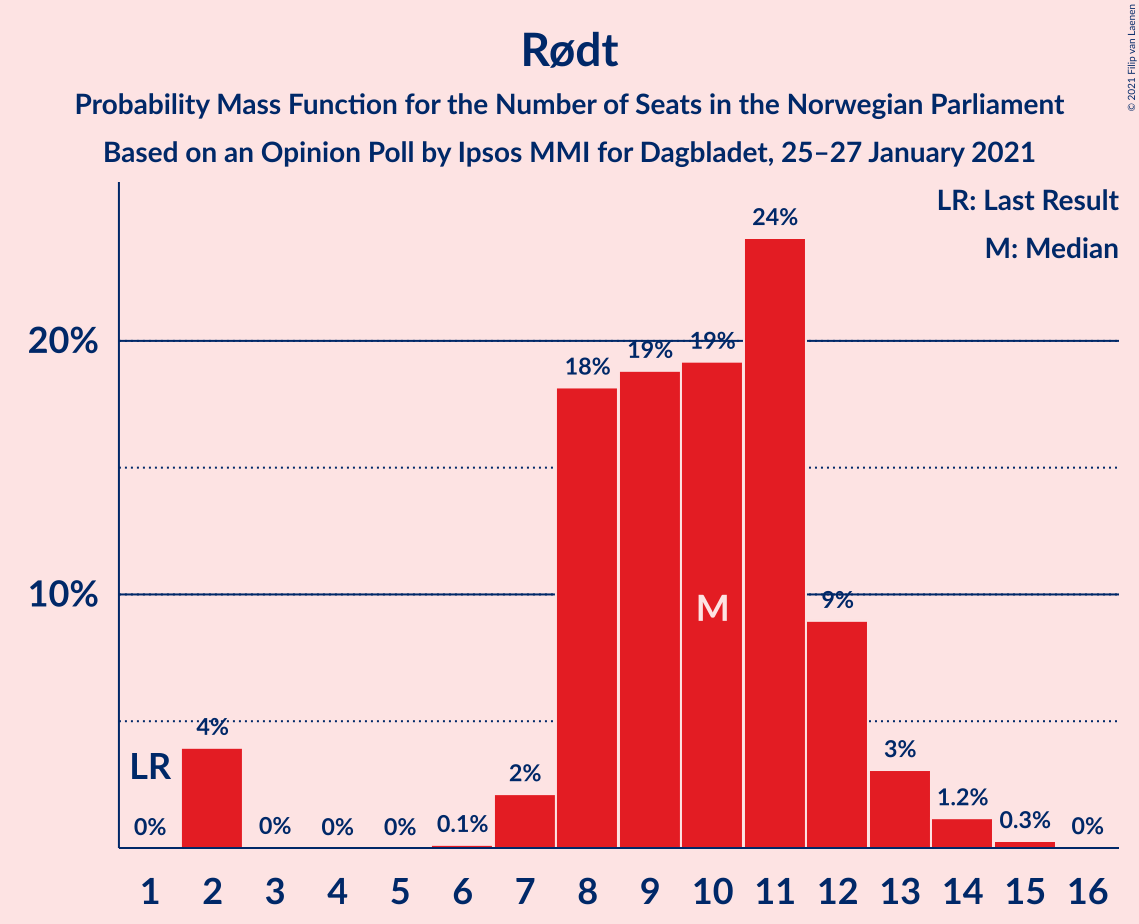 © 2021 Filip van Laenen
Rødt
Probability Mass Function for the Number of Seats in the Norwegian Parliament
Based on an Opinion Poll by Ipsos MMI for Dagbladet, 25–27 January 2021
LR: Last Result
M: Median
20%
10%
LR
M
0%
4%
0%
0%
0%
0.1%
2%
18%
19%
19%
24%
9%
3%
1.2%
0.3%
0%
1 2 3 4 5 6 7 8 9 10 11 12 13 14 15 16